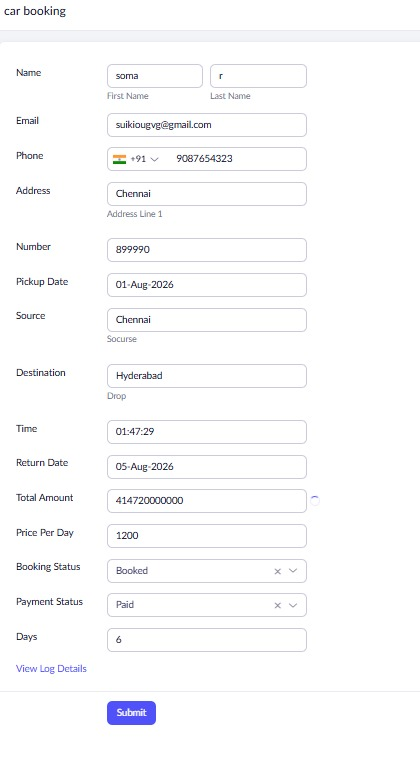 car booking
Name soma r
First Name Last Name
Email suikiougvg@gmail.com
Phone +91 9087654323
Address Chennai
Address Line 1
Number 899990
Pickup Date 01-Aug-2026
Source Chennai
Socurse
Destination Hyderabad
Drop
Time 01:47:29
Return Date 05-Aug-2026
Total Amount 414720000000
Price Per Day 1200
Booking Status Booked
Payment Status Paid
Days 6
View Log Details
Submit